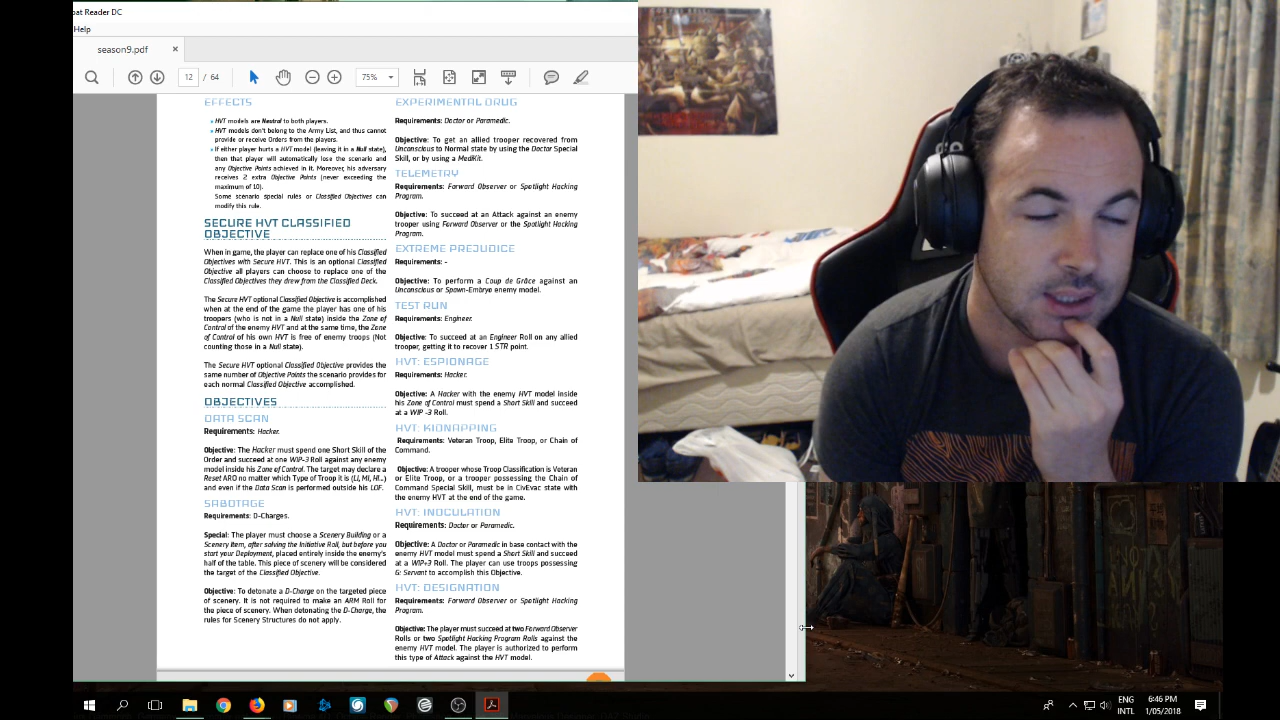 bat Reader DC
Help
season9.pdf
12 / 64
75%
EFFECTS
» HVT models are Neutral to both players.
» HVT models don't belong to the Army List, and thus cannot
provide or receive Orders from the players.
» If either player hurts a HVT model (leaving it in a Null state),
then that player will automatically lose the scenario and
any Objective Points achieved in it. Moreover, his adversary
receives 2 extra Objective Points (never exceeding the
maximum of 10).
Some scenario special rules or Classified Objectives can
modify this rule.
SECURE HVT CLASSIFIED
OBJECTIVE
When in game, the player can replace one of his Classified
Objectives with Secure HVT. This is an optional Classified
Objective all players can choose to replace one of the
Classified Objectives they drew from the Classified Deck.
The Secure HVT optional Classified Objective is accomplished
when at the end of the game the player has one of his
troopers (who is not in a Null state) inside the Zone of
Control of the enemy HVT and at the same time, the Zone
of Control of his own HVT is free of enemy troops (Not
counting those in a Null state).
The Secure HVT optional Classified Objective provides the
same number of Objective Points the scenario provides for
each normal Classified Objective accomplished.
OBJECTIVES
DATA SCAN
Requirements: Hacker.
Objective: The Hacker must spend one Short Skill of the
Order and succeed at one WIP-3 Roll against any enemy
model inside his Zone of Control. The target may declare a
Reset ARO no matter which Type of Troop it is (LI, MI, HI...)
and even if the Data Scan is performed outside his LOF.
SABOTAGE
Requirements: D-Charges.
Special: The player must choose a Scenery Building or a
Scenery Item, after solving the Initiative Roll, but before you
start your Deployment, placed entirely inside the enemy's
half of the table. This piece of scenery will be considered
the target of the Classified Objective.
Objective: To detonate a D-Charge on the targeted piece
of scenery. It is not required to make an ARM Roll for
the piece of scenery. When detonating the D-Charge, the
rules for Scenery Structures do not apply.
EXPERIMENTAL DRUG
Requirements: Doctor or Paramedic.
Objective: To get an allied trooper recovered from
Unconscious to Normal state by using the Doctor Special
Skill, or by using a MediKit.
TELEMETRY
Requirements: Forward Observer or Spotlight Hacking
Program.
Objective: To succeed at an Attack against an enemy
trooper using Forward Observer or the Spotlight Hacking
Program.
EXTREME PREJUDICE
Requirements: -
Objective: To perform a Coup de Grâce against an
Unconscious or Spawn-Embryo enemy model.
TEST RUN
Requirements: Engineer.
Objective: To succeed at an Engineer Roll on any allied
trooper, getting it to recover 1 STR point.
HVT: ESPIONAGE
Requirements: Hacker.
Objective: A Hacker with the enemy HVT model inside
his Zone of Control must spend a Short Skill and succeed
at a WIP -3 Roll.
HVT: KIDNAPPING
Requirements: Veteran Troop, Elite Troop, or Chain of
Command.
Objective: A trooper whose Troop Classification is Veteran
or Elite Troop, or a trooper possessing the Chain of
Command Special Skill, must be in CivEvac state with
the enemy HVT at the end of the game.
HVT: INOCULATION
Requirements: Doctor or Paramedic.
Objective: A Doctor or Paramedic in base contact with the
enemy HVT model must spend a Short Skill and succeed
at a WIP+3 Roll. The player can use troops possessing
G: Servant to accomplish this Objective.
HVT: DESIGNATION
Requirements: Forward Observer or Spotlight Hacking
Program.
Objective: The player must succeed at two Forward Observer
Rolls or two Spotlight Hacking Program Rolls against the
enemy HVT model. The player is authorized to perform
this type of Attack against the HVT model.
ENG
INTL
6:46 PM
1/05/2018